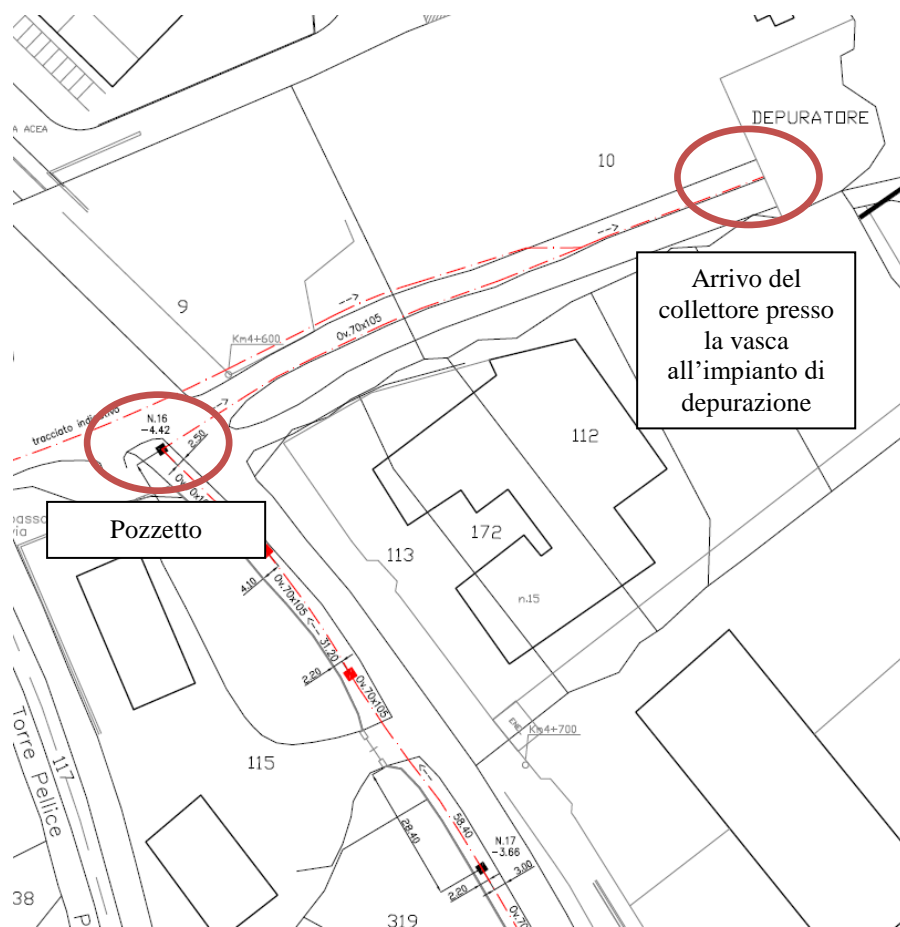 A ACEA
DEPURATORE
10
9
Km4+600
Ov.70x105
Arrivo del
collettore presso
la vasca
all'impianto di
depurazione
tracciato indicativo
N.16
-4.42
2.50
Pozzetto
112
172
113
n.15
4.10
Ov.70x105
31.20
2.20
Ov.70x105
ENEL
Km4+700
Torre Pellice
117
115
58.40
28.40
N.17
-3.66
2.20
3.00
38
P
319
Ov.70